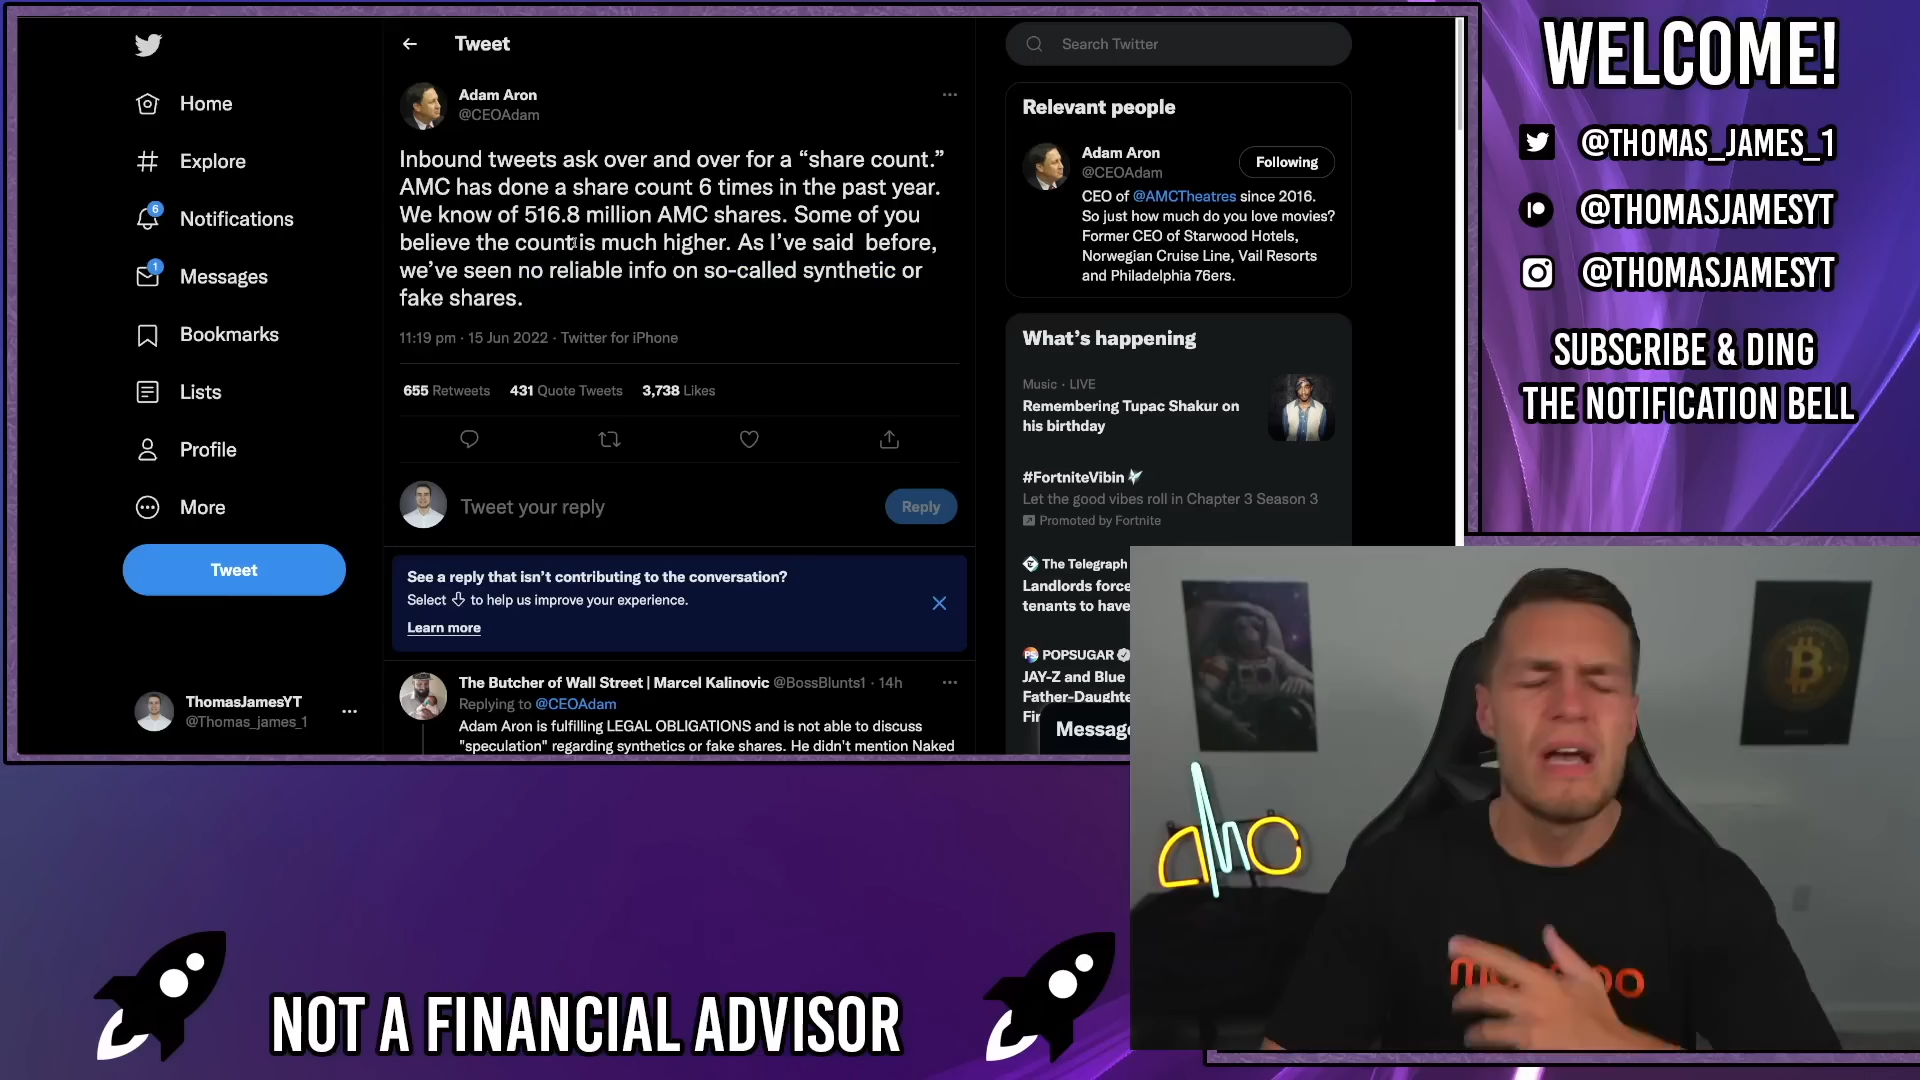 Tweet
Home
Explore
6
Notifications
1
Messages
Bookmarks
Lists
Profile
More
Tweet
ThomasJamesYT
@Thomas_james_1
Adam Aron
@CEOAdam
Inbound tweets ask over and over for a “share count.”
AMC has done a share count 6 times in the past year.
We know of 516.8 million AMC shares. Some of you
believe the count is much higher. As I’ve said before,
we’ve seen no reliable info on so-called synthetic or
fake shares.
11:19 pm · 15 Jun 2022 · Twitter for iPhone
655 Retweets 431 Quote Tweets 3,738 Likes
Tweet your reply
Reply
See a reply that isn’t contributing to the conversation?
Select to help us improve your experience.
Learn more
The Butcher of Wall Street | Marcel Kalinovic @BossBlunts1 · 14h
Replying to @CEOAdam
Adam Aron is fulfilling LEGAL OBLIGATIONS and is not able to discuss
"speculation" regarding synthetics or fake shares. He didn't mention Naked
Search Twitter
Relevant people
Adam Aron
@CEOAdam
Following
CEO of @AMCTheatres since 2016.
So just how much do you love movies?
Former CEO of Starwood Hotels,
Norwegian Cruise Line, Vail Resorts
and Philadelphia 76ers.
What’s happening
Music · LIVE
Remembering Tupac Shakur on
his birthday
#FortniteVibin
Let the good vibes roll in Chapter 3 Season 3
Promoted by Fortnite
The Telegraph
Landlords force
tenants to have
PS POPSUGAR
JAY-Z and Blue
Father-Daughte
Fir
Message
WELCOME!
@THOMAS_JAMES_1
@THOMASJAMESYT
@THOMASJAMESYT
SUBSCRIBE & DING
THE NOTIFICATION BELL
amc
NOT A FINANCIAL ADVISOR